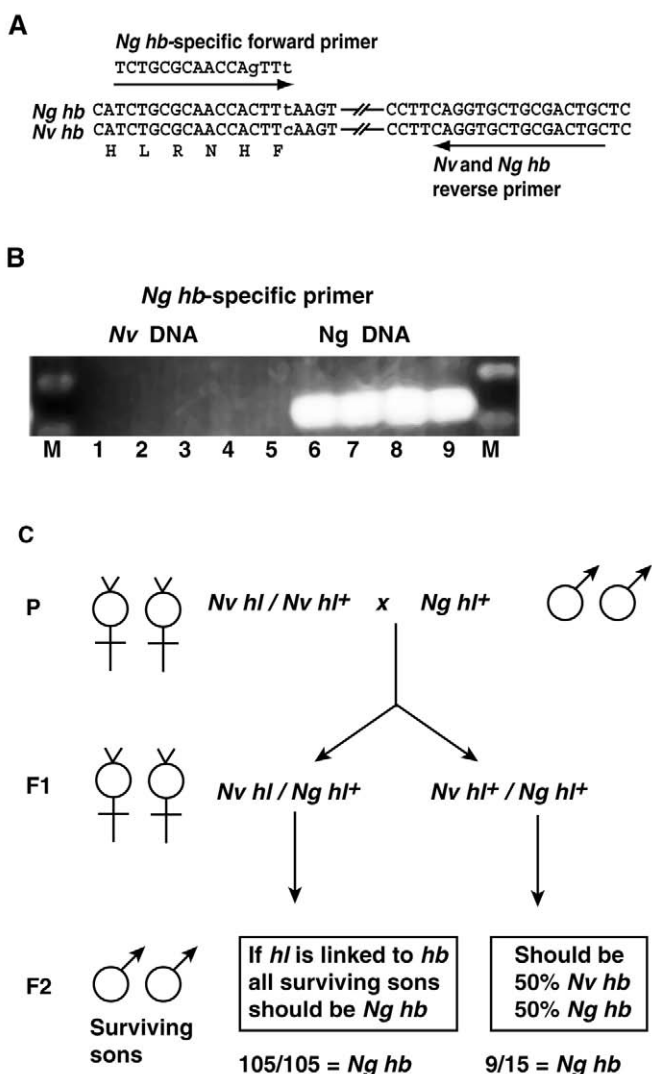 A
Ng hb-specific forward primer
TCTGCGCAACCAgTTt
Ng hb CATCTGCGCAACCACTTtAAGT CCTTCAGGTGCTGCGACTGCTC
Nv hb CATCTGCGCAACCACTTcAAGT CCTTCAGGTGCTGCGACTGCTC
H L R N H F
Nv and Ng hb
reverse primer
B
Ng hb-specific primer
Nv DNA Ng DNA
M 1 2 3 4 5 6 7 8 9 M
C
P Nv hl / Nv hl+ x Ng hl+
F1 Nv hl / Ng hl+ Nv hl+ / Ng hl+
F2
Surviving
sons
If hl is linked to hb
all surviving sons
should be Ng hb
Should be
50% Nv hb
50% Ng hb
105/105 = Ng hb 9/15 = Ng hb